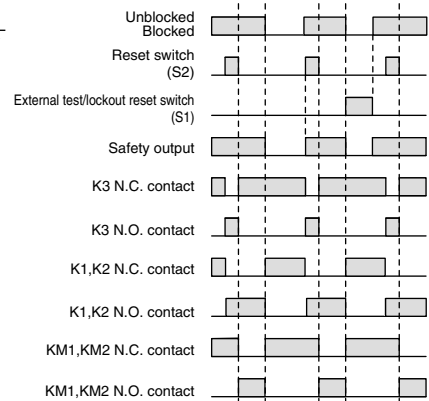 Unblocked
Blocked
Reset switch
(S2)
External test/lockout reset switch
(S1)
Safety output
K3 N.C. contact
K3 N.O. contact
K1,K2 N.C. contact
K1,K2 N.O. contact
KM1,KM2 N.C. contact
KM1,KM2 N.O. contact